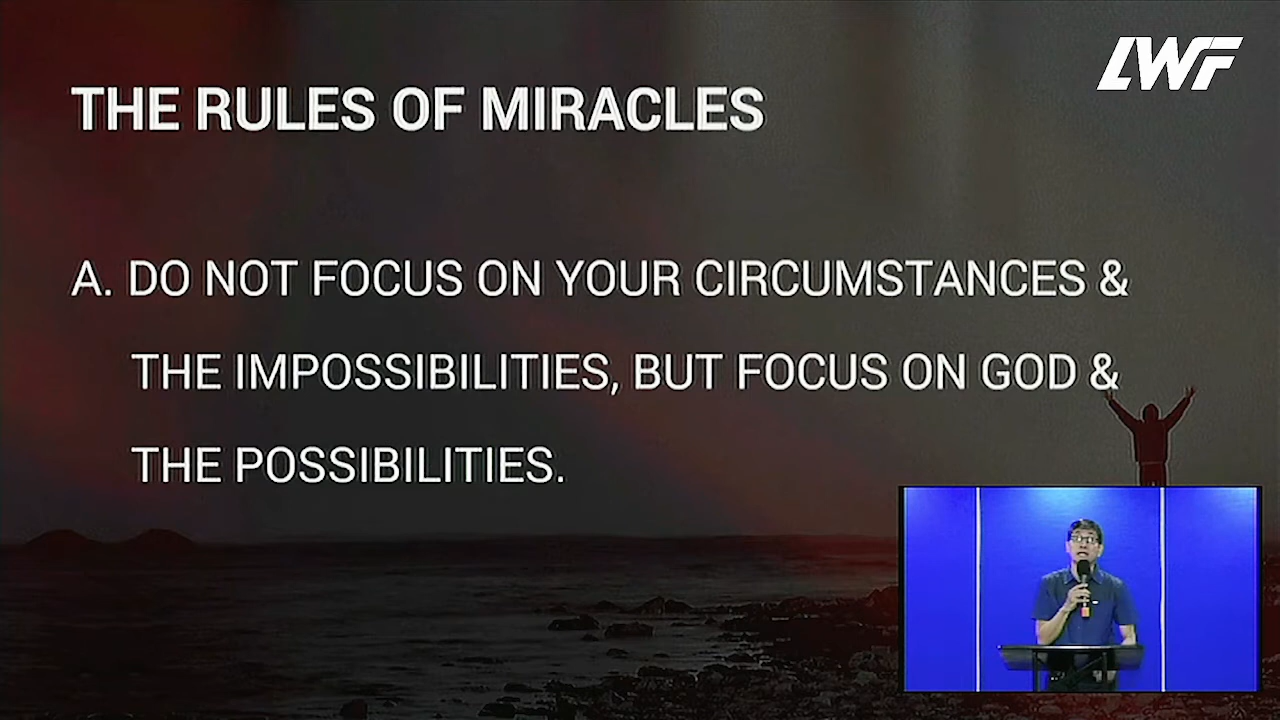 LWF
THE RULES OF MIRACLES
A. DO NOT FOCUS ON YOUR CIRCUMSTANCES &
THE IMPOSSIBILITIES, BUT FOCUS ON GOD &
THE POSSIBILITIES.